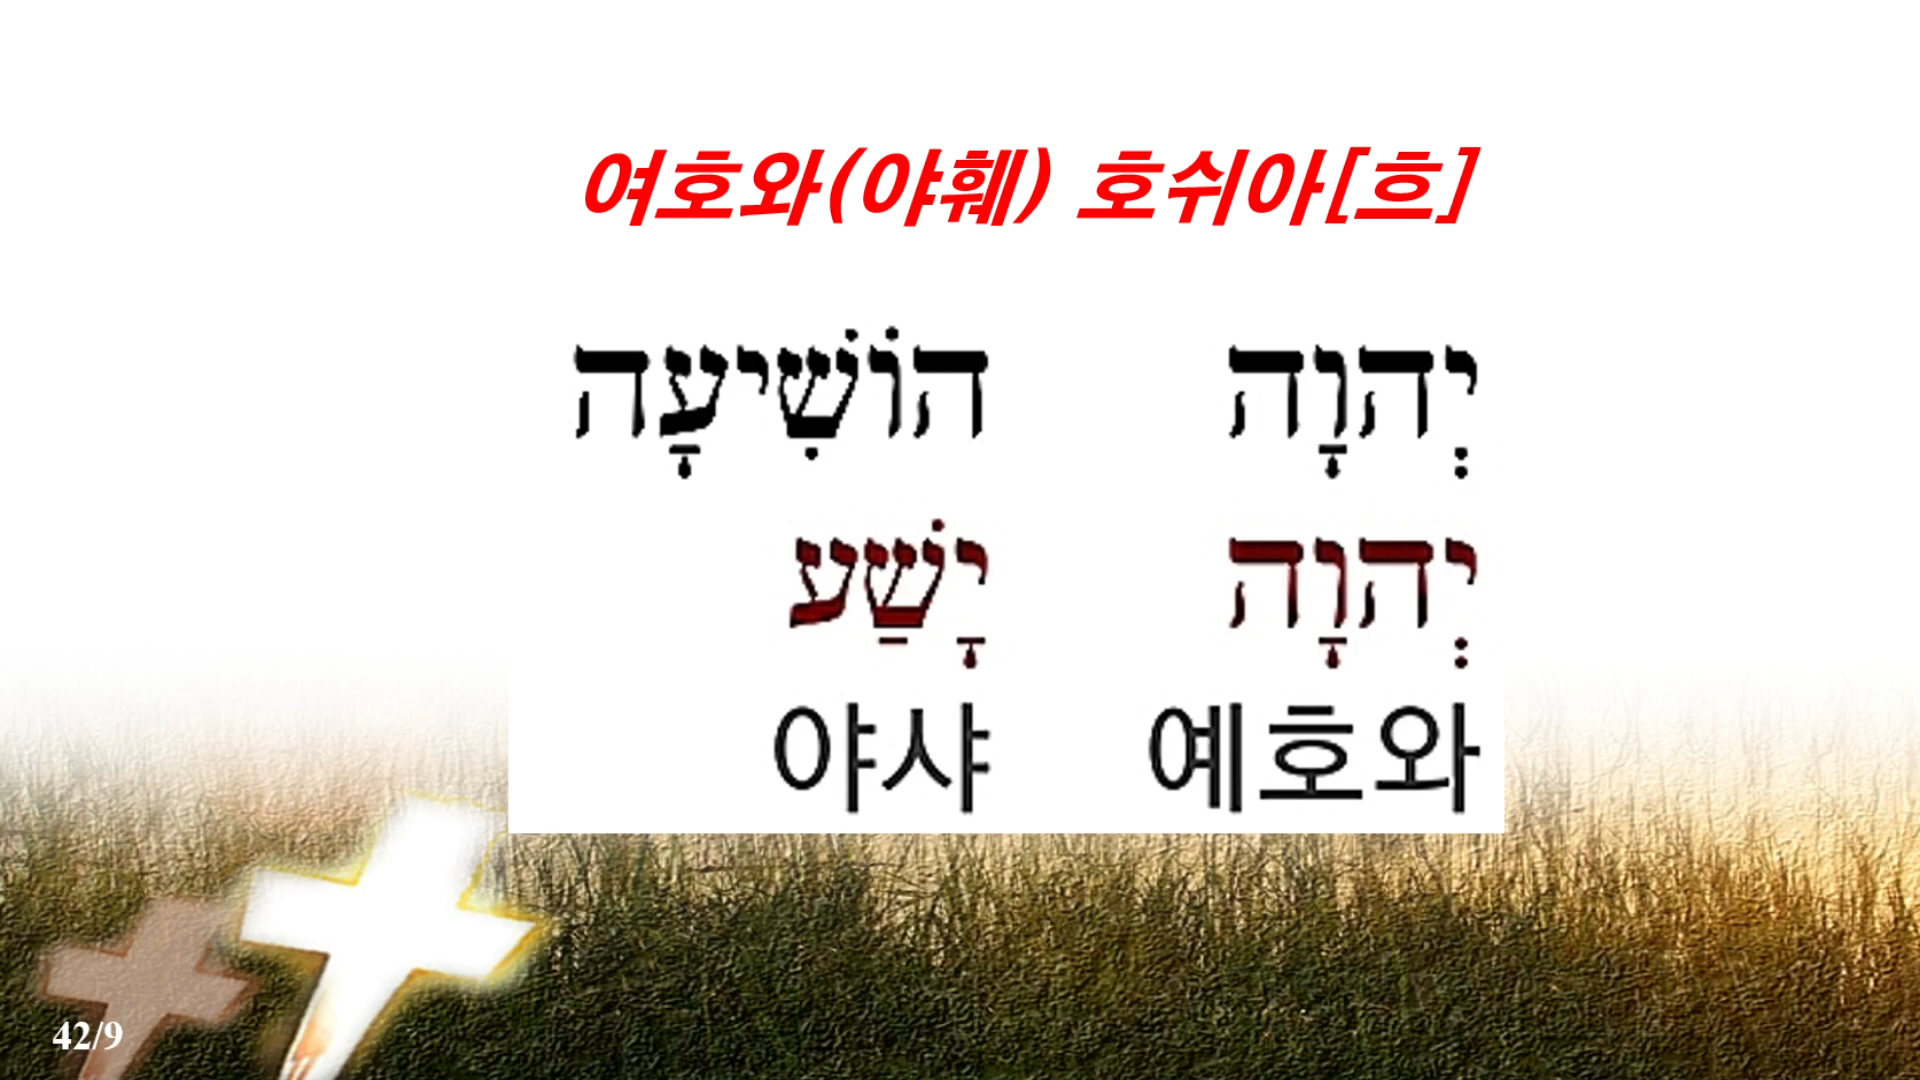 여호와(야훼) 호쉬아[흐]
יְהוָה הוֹשִׁיעָה
יְהוָה יָשַׁע
야샤 예호와
42/9